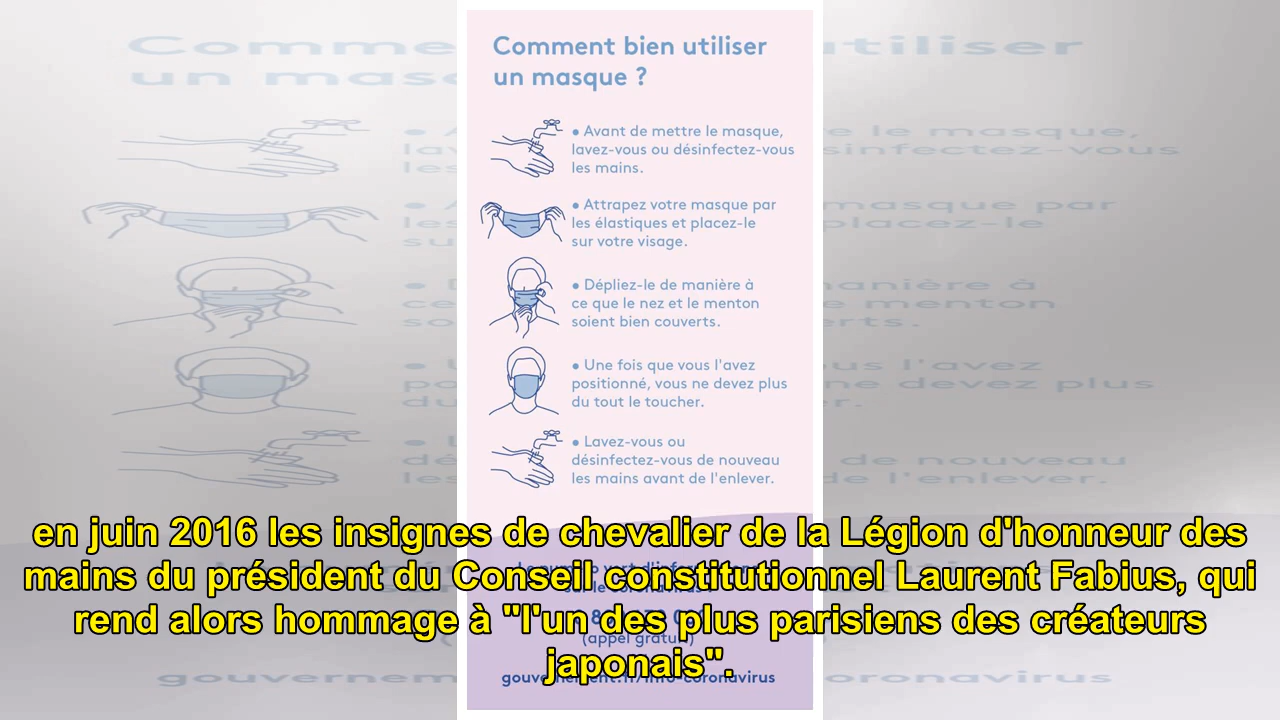 Comment bien utiliser
un masque ?
• Avant de mettre le masque,
lavez-vous ou désinfectez-vous
les mains.
• Attrapez votre masque par
les élastiques et placez-le
sur votre visage.
• Dépliez-le de manière à
ce que le nez et le menton
soient bien couverts.
• Une fois que vous l'avez
positionné, vous ne devez plus
du tout le toucher.
• Lavez-vous ou
désinfectez-vous de nouveau
les mains avant de l'enlever.
en juin 2016 les insignes de chevalier de la Légion d'honneur des
mains du président du Conseil constitutionnel Laurent Fabius, qui
rend alors hommage à "l'un des plus parisiens des créateurs
japonais".
(appel gratuit)
gouvernement.fr/info-coronavirus